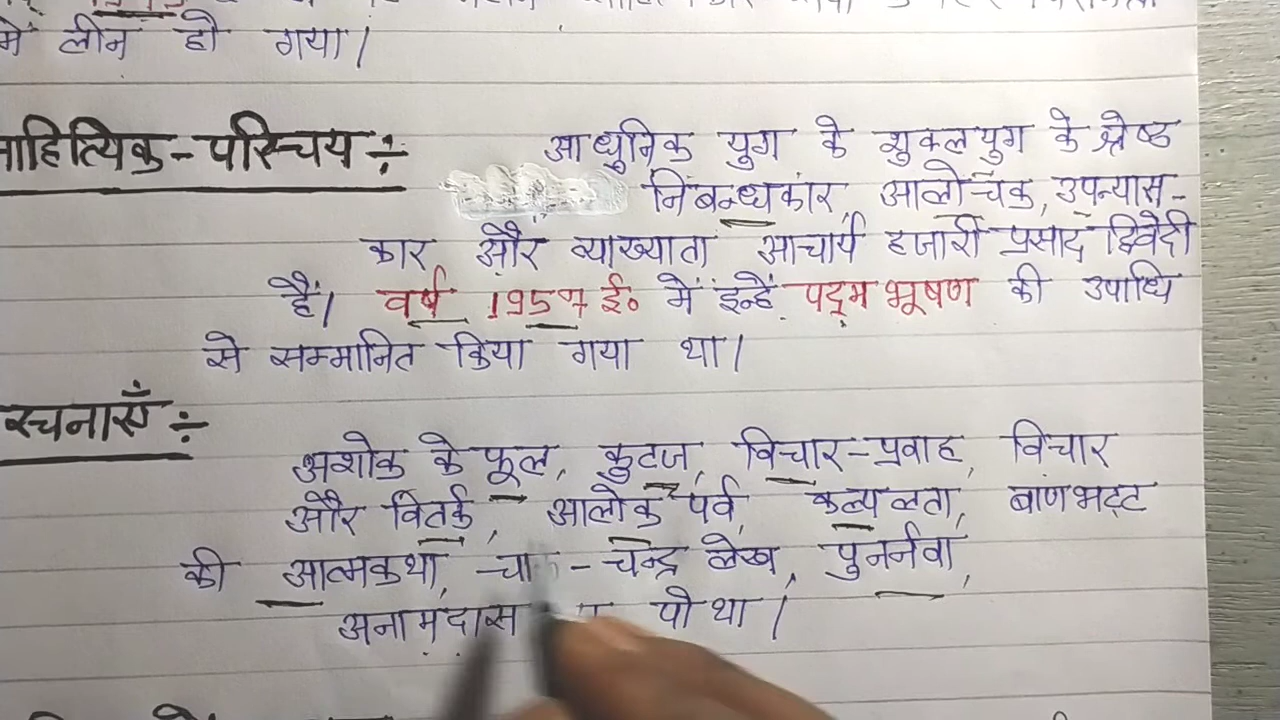 में लीन हो गया।
साहित्यिक-परिचय ÷ आधुनिक युग के शुक्लयुग के श्रेष्ठ
निबन्धकार, आलोचक, उपन्यास-
कार और व्याख्याता आचार्य हजारी प्रसाद द्विवेदी
हैं। वर्ष 1957 ई० में इन्हें पद्म भूषण की उपाधि
से सम्मानित किया गया था।
रचनाएँ ÷
अशोक के फूल, कुटज, विचार-प्रवाह, विचार
और वितर्क, आलोक पर्व, कल्पलता, बाणभट्ट
की आत्मकथा, चन्द्र लेख, पुनर्नवा,
अनामदास पोथा।